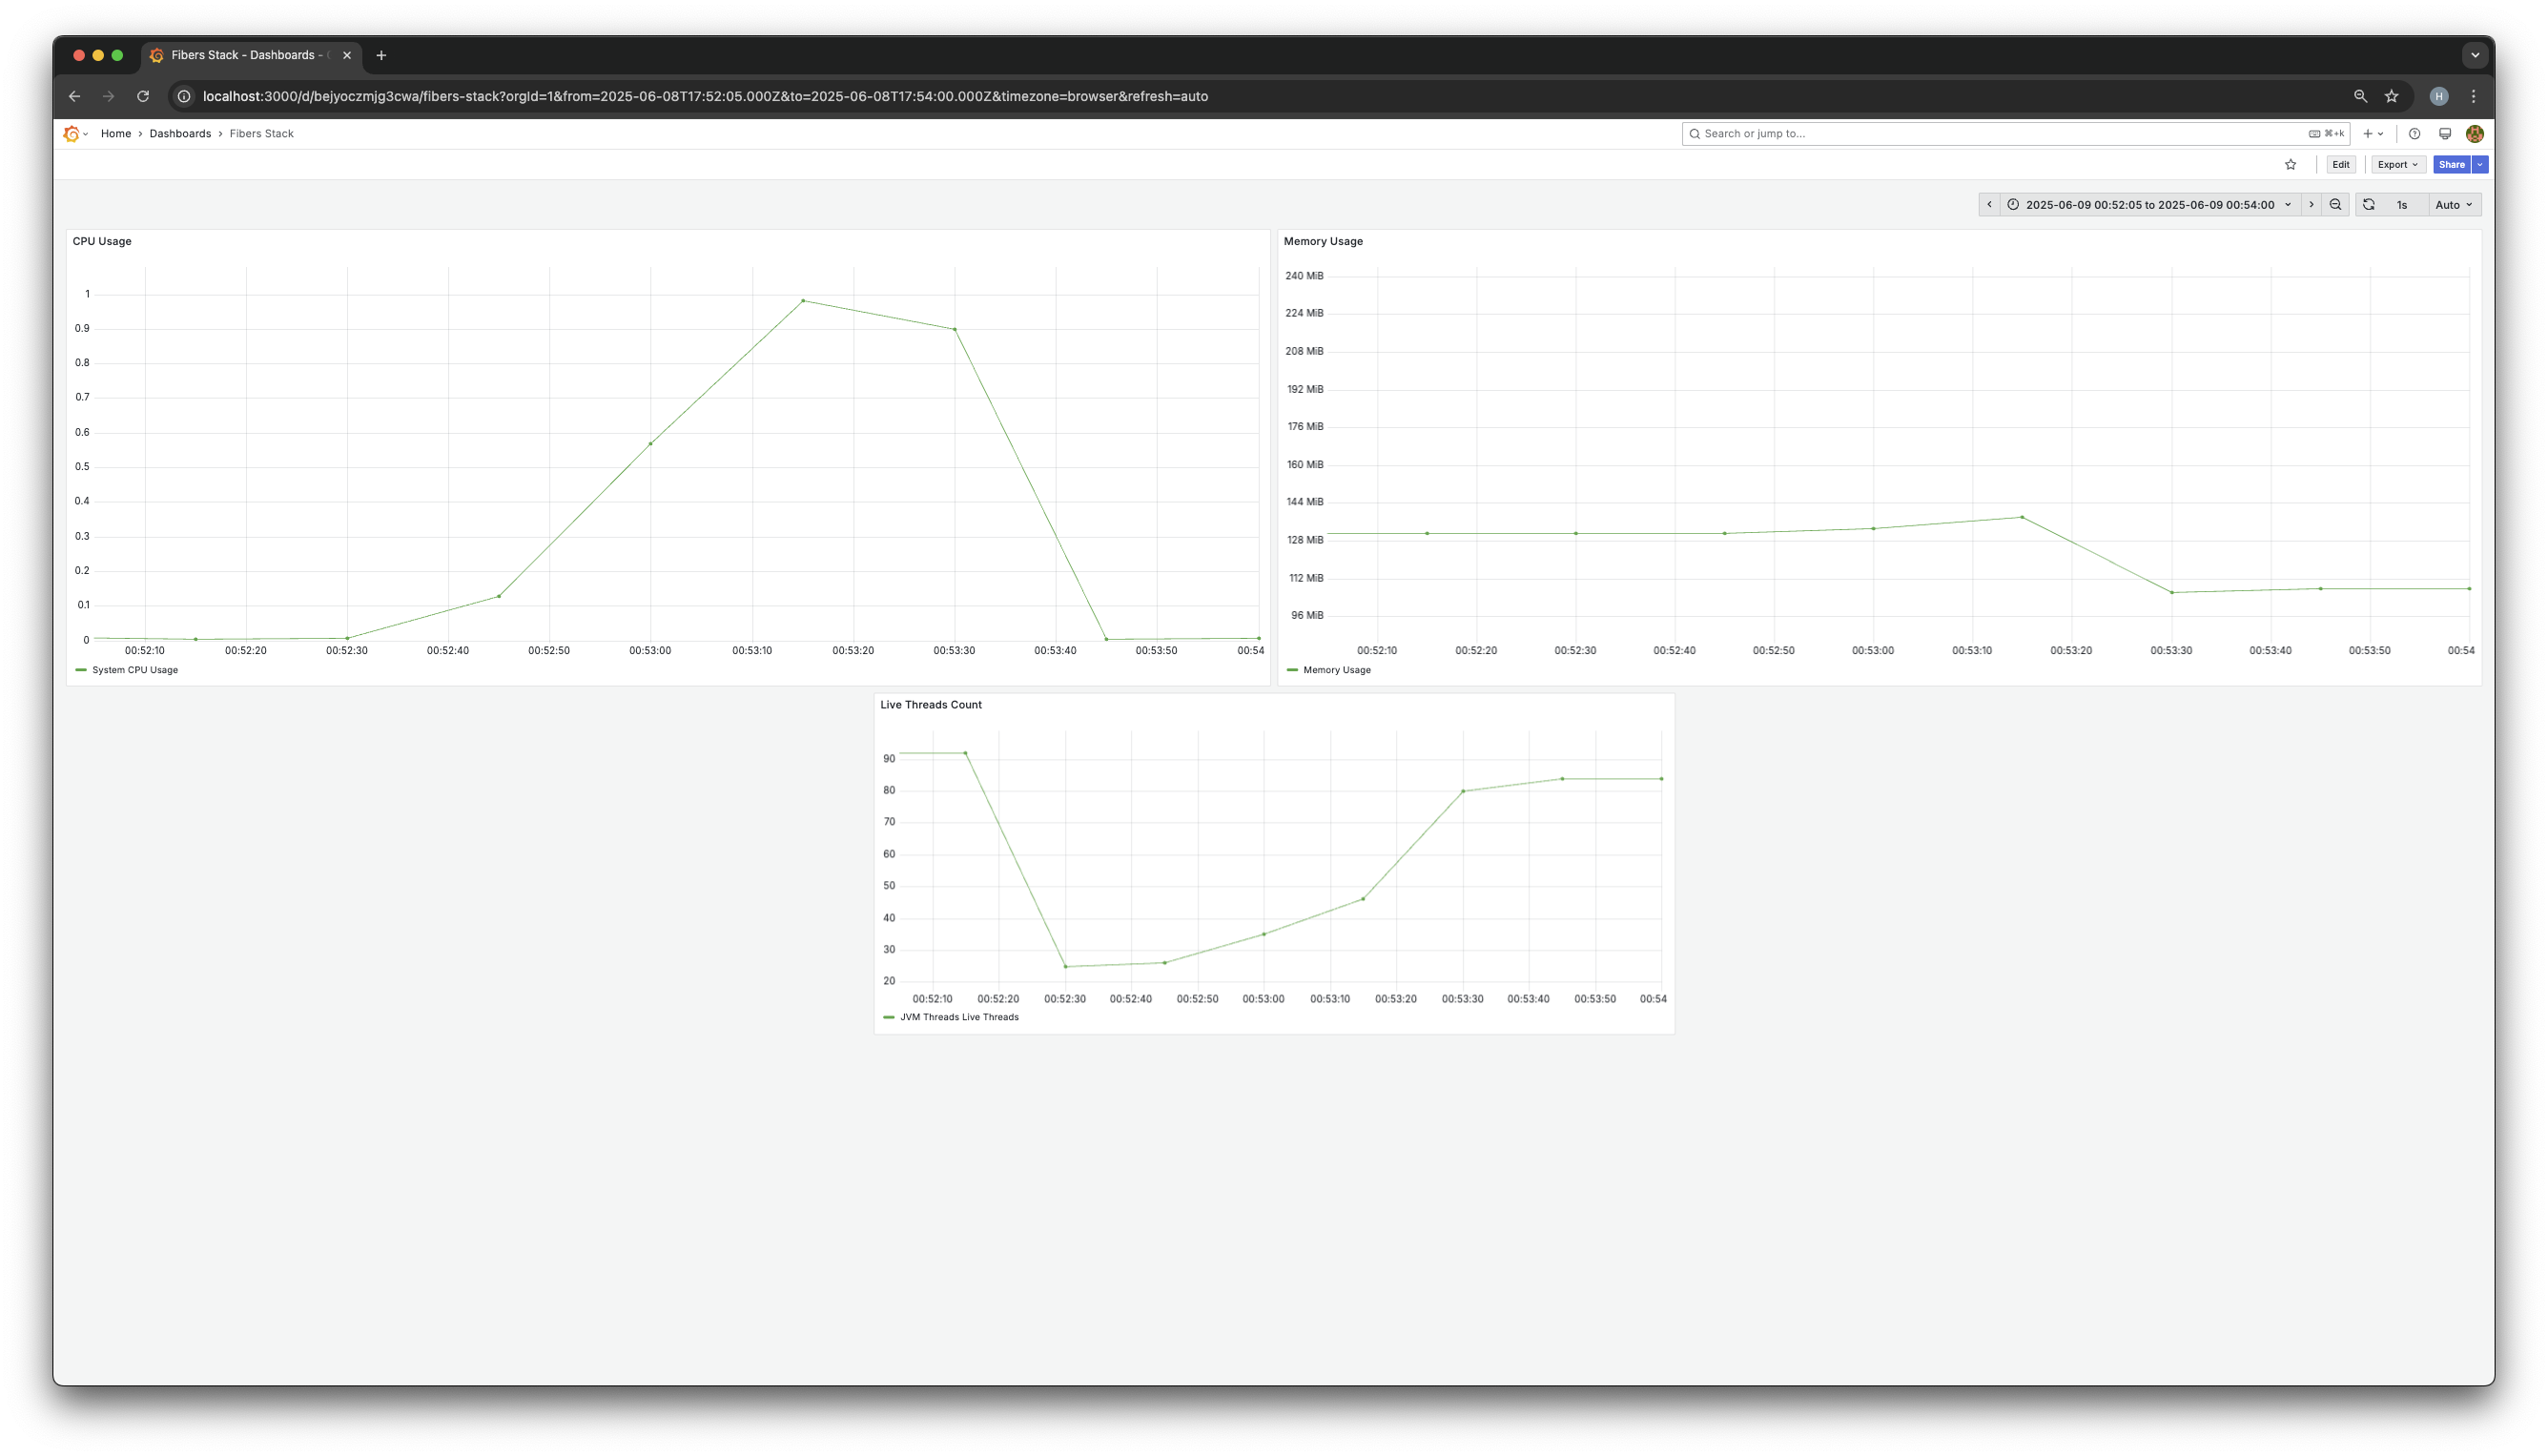 Fibers Stack - Dashboards -
localhost:3000/d/bejyoczmjg3cwa/fibers-stack?orgId=1&from=2025-06-08T17:52:05.000Z&to=2025-06-08T17:54:00.000Z&timezone=browser&refresh=auto
H
Home › Dashboards › Fibers Stack
Search or jump to...
⌘+k
Edit
Export
Share
2025-06-09 00:52:05 to 2025-06-09 00:54:00
1s
Auto
CPU Usage
1
0.9
0.8
0.7
0.6
0.5
0.4
0.3
0.2
0.1
0
00:52:10 00:52:20 00:52:30 00:52:40 00:52:50 00:53:00 00:53:10 00:53:20 00:53:30 00:53:40 00:53:50 00:54
System CPU Usage
Memory Usage
240 MiB
224 MiB
208 MiB
192 MiB
176 MiB
160 MiB
144 MiB
128 MiB
112 MiB
96 MiB
00:52:10 00:52:20 00:52:30 00:52:40 00:52:50 00:53:00 00:53:10 00:53:20 00:53:30 00:53:40 00:53:50 00:54
Memory Usage
Live Threads Count
90
80
70
60
50
40
30
20
00:52:10 00:52:20 00:52:30 00:52:40 00:52:50 00:53:00 00:53:10 00:53:20 00:53:30 00:53:40 00:53:50 00:54
JVM Threads Live Threads